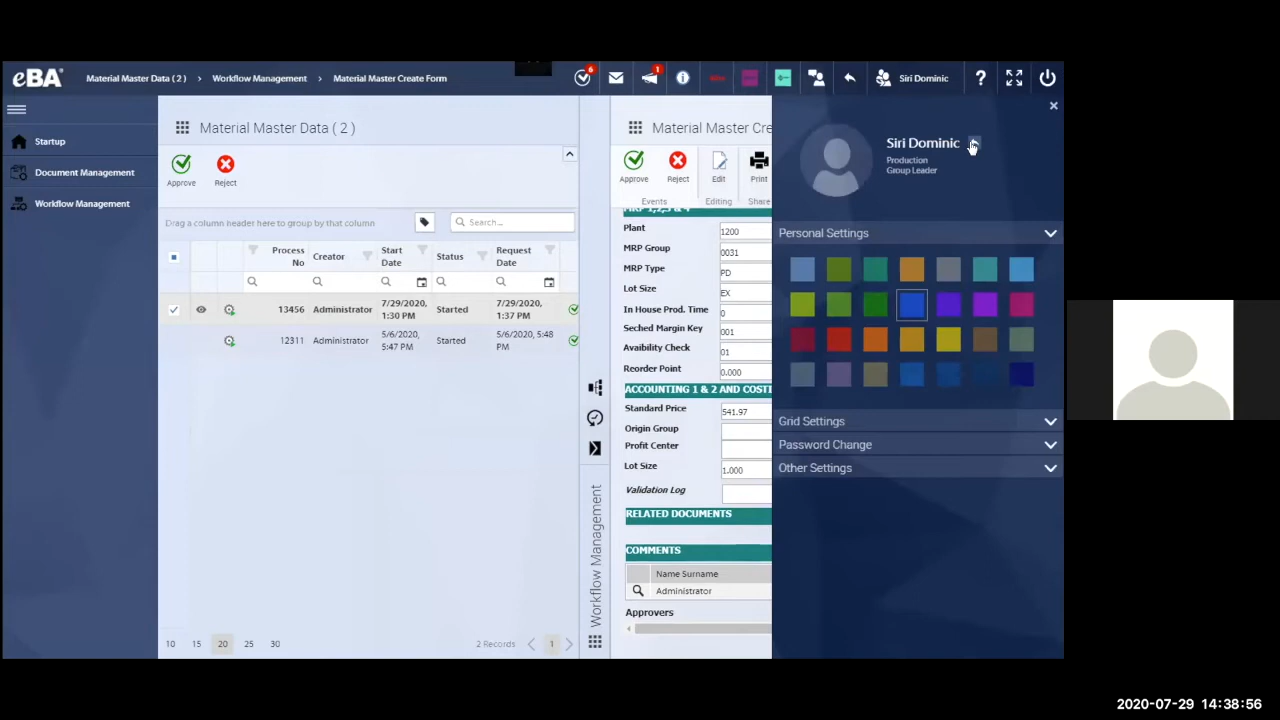 eBA
Material Master Data ( 2 ) > Workflow Management > Material Master Create Form
6
1
Siri Dominic
?
Startup
Document Management
Workflow Management
Material Master Data ( 2 )
Approve
Reject
Drag a column header here to group by that column
Search...
Process No
Creator
Start Date
Status
Request Date
13456 Administrator 7/29/2020, 1:30 PM Started 7/29/2020, 1:37 PM
12311 Administrator 5/6/2020, 5:47 PM Started 5/6/2020, 5:48 PM
10 15 20 25 30
2 Records
1
Workflow Management
Material Master Cre
Approve
Reject
Edit
Print
Events
Editing
Share
MRP 1,2,3 & 4
Plant 1200
MRP Group 0031
MRP Type PD
Lot Size EX
In House Prod. Time 0
Seched Margin Key 001
Avaibility Check 01
Reorder Point 0.000
ACCOUNTING 1 & 2 AND COSTI
Standard Price 541.97
Origin Group
Profit Center
Lot Size 1.000
Validation Log
RELATED DOCUMENTS
COMMENTS
Name Surname
Administrator
Approvers
Siri Dominic
Production
Group Leader
Personal Settings
Grid Settings
Password Change
Other Settings
2020-07-29 14:38:56